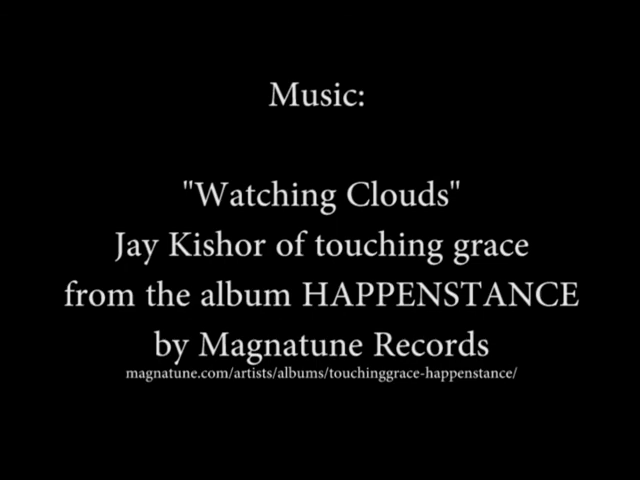 Music:
"Watching Clouds"
Jay Kishor of touching grace
from the album HAPPENSTANCE
by Magnatune Records
magnatune.com/artists/albums/touchinggrace-happenstance/